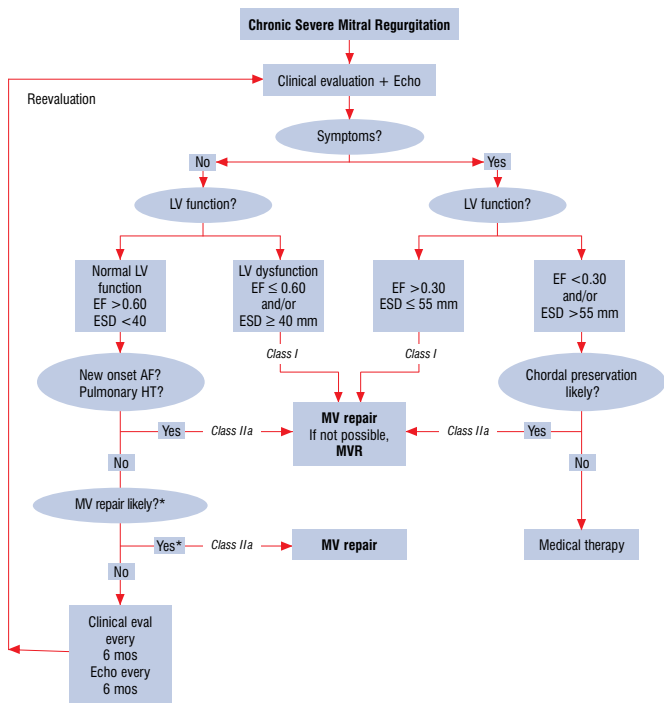 Chronic Severe Mitral Regurgitation
Clinical evaluation + Echo
Reevaluation
Symptoms?
No
Yes
LV function?
LV function?
Normal LV
function
EF >0.60
ESD <40
LV dysfunction
EF ≤ 0.60
and/or
ESD ≥ 40 mm
EF >0.30
ESD ≤ 55 mm
EF <0.30
and/or
ESD >55 mm
Class I
Class I
New onset AF?
Pulmonary HT?
Chordal preservation
likely?
MV repair
If not possible,
MVR
Yes
Class IIa
Class IIa
Yes
No
No
MV repair likely?*
Yes*
Class IIa
MV repair
Medical therapy
No
Clinical eval
every
6 mos
Echo every
6 mos